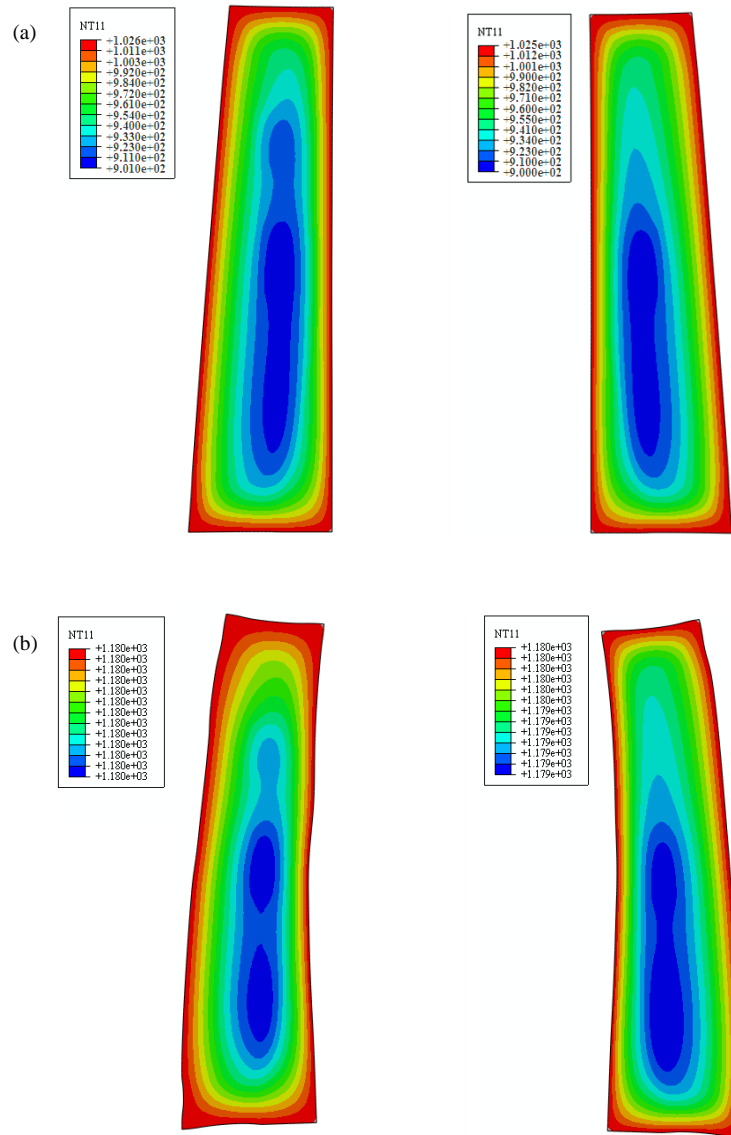 (a)
NT11
+1.026e+03
+1.011e+03
+1.003e+03
+9.920e+02
+9.840e+02
+9.720e+02
+9.610e+02
+9.540e+02
+9.400e+02
+9.330e+02
+9.230e+02
+9.110e+02
+9.010e+02
NT11
+1.025e+03
+1.012e+03
+1.001e+03
+9.900e+02
+9.820e+02
+9.710e+02
+9.600e+02
+9.550e+02
+9.410e+02
+9.340e+02
+9.230e+02
+9.100e+02
+9.000e+02
(b)
NT11
+1.180e+03
+1.180e+03
+1.180e+03
+1.180e+03
+1.180e+03
+1.180e+03
+1.180e+03
+1.180e+03
+1.180e+03
+1.180e+03
+1.180e+03
+1.180e+03
+1.180e+03
NT11
+1.180e+03
+1.180e+03
+1.180e+03
+1.180e+03
+1.180e+03
+1.180e+03
+1.179e+03
+1.179e+03
+1.179e+03
+1.179e+03
+1.179e+03
+1.179e+03
+1.179e+03